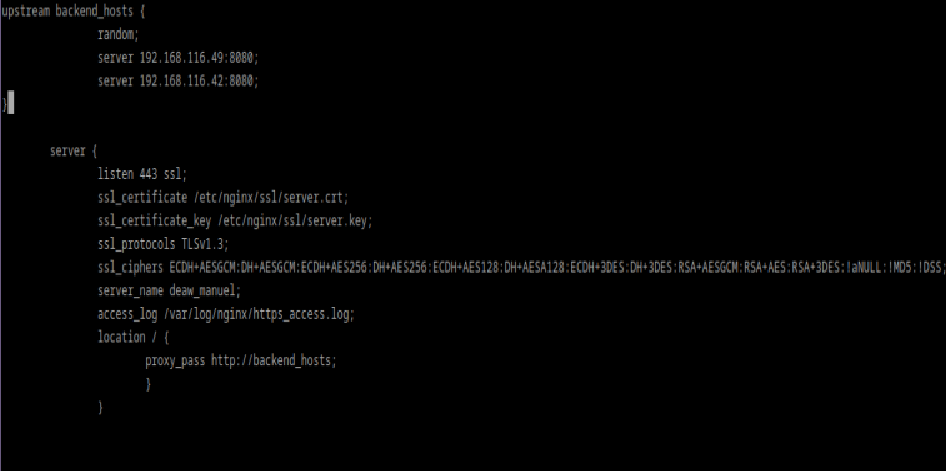 upstream backend_hosts {
random;
server 192.168.116.49:8080;
server 192.168.116.42:8080;
}
server {
listen 443 ssl;
ssl_certificate /etc/nginx/ssl/server.crt;
ssl_certificate_key /etc/nginx/ssl/server.key;
ssl_protocols TLSv1.3;
ssl_ciphers ECDH+AESGCM:DH+AESGCM:ECDH+AES256:DH+AES256:ECDH+AES128:DH+AESA128:ECDH+3DES:DH+3DES:RSA+AESGCM:RSA+AES:RSA+3DES:!aNULL:!MD5:!DSS;
server_name deaw_manuel;
access_log /var/log/nginx/https_access.log;
location / {
proxy_pass http://backend_hosts;
}
}